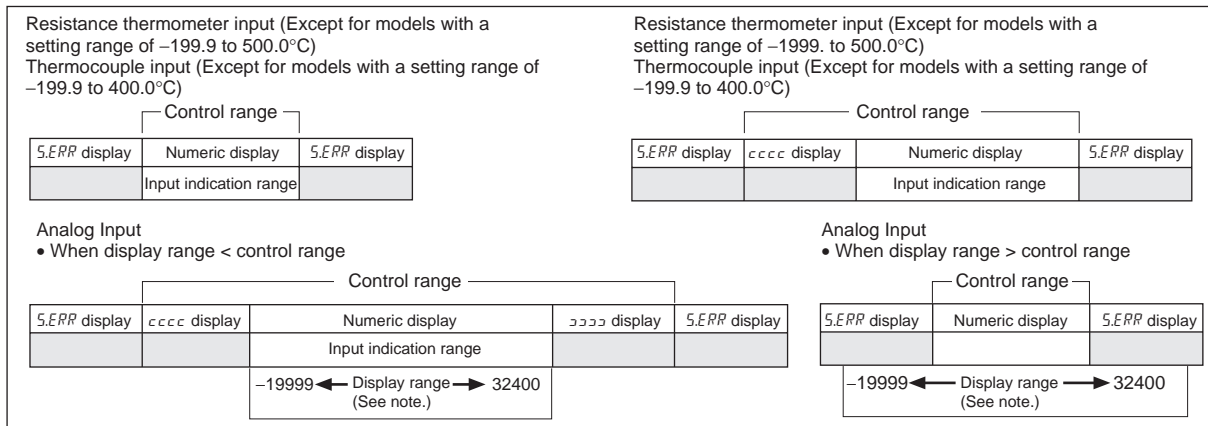 Resistance thermometer input (Except for models with a
setting range of –199.9 to 500.0°C)
Thermocouple input (Except for models with a setting range of
–199.9 to 400.0°C)
Control range
S.ERR display Numeric display S.ERR display
Input indication range
Resistance thermometer input (Except for models with a
setting range of –1999. to 500.0°C)
Thermocouple input (Except for models with a setting range of
–199.9 to 400.0°C)
Control range
S.ERR display cccc display Numeric display S.ERR display
Input indication range
Analog Input
• When display range < control range
Control range
S.ERR display cccc display Numeric display ככככ display S.ERR display
Input indication range
–19999 Display range 32400
(See note.)
Analog Input
• When display range > control range
Control range
S.ERR display Numeric display S.ERR display
–19999 Display range 32400
(See note.)